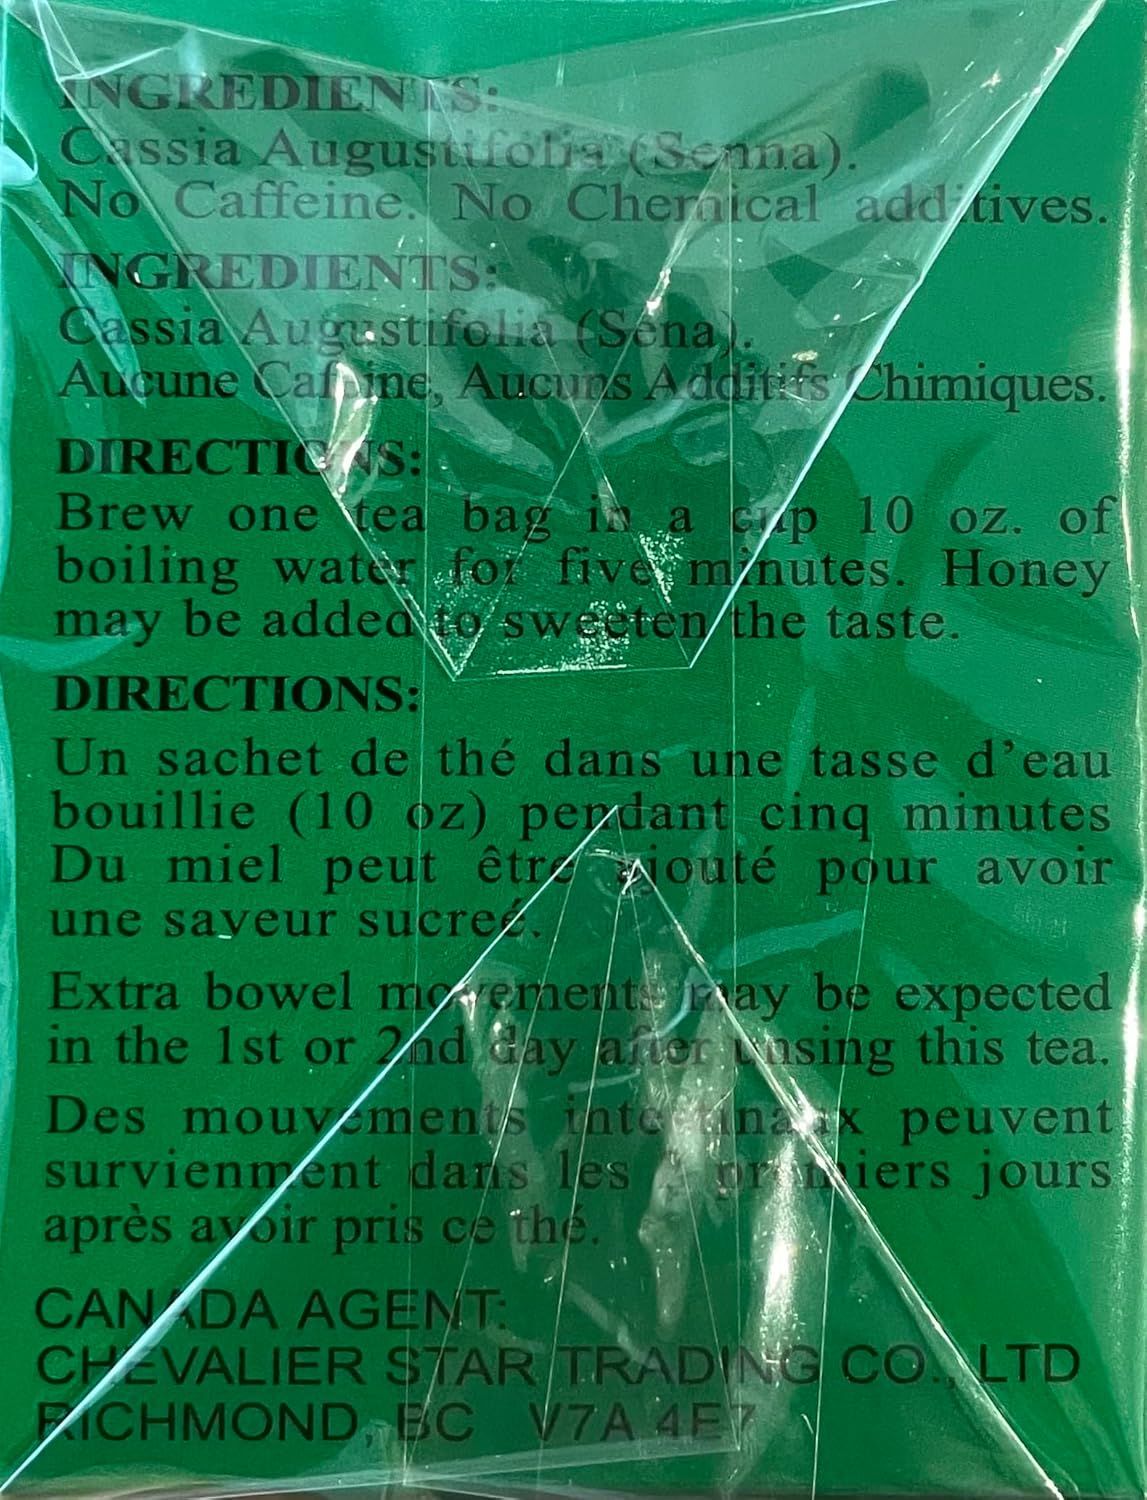 INGREDIENTS:
Cassia Augustifolia (Senna).
No Caffeine. No Chemical additives.
INGREDIENTS:
Cassia Augustifolia (Sena).
Aucune Cafeine, Aucuns Additifs Chimiques.
DIRECTIONS:
Brew one tea bag in a cup 10 oz. of
boiling water for five minutes. Honey
may be added to sweeten the taste.
DIRECTIONS:
Un sachet de thé dans une tasse d'eau
bouillie (10 oz) pendant cinq minutes
Du miel peut être ajouté pour avoir
une saveur sucreé.
Extra bowel movements may be expected
in the 1st or 2nd day after unsing this tea.
Des mouvements intestinaux peuvent
survienment dans les premiers jours
après avoir pris ce thé.
CANADA AGENT:
CHEVALIER STAR TRADING CO., LTD
RICHMOND, BC V7A 4E7